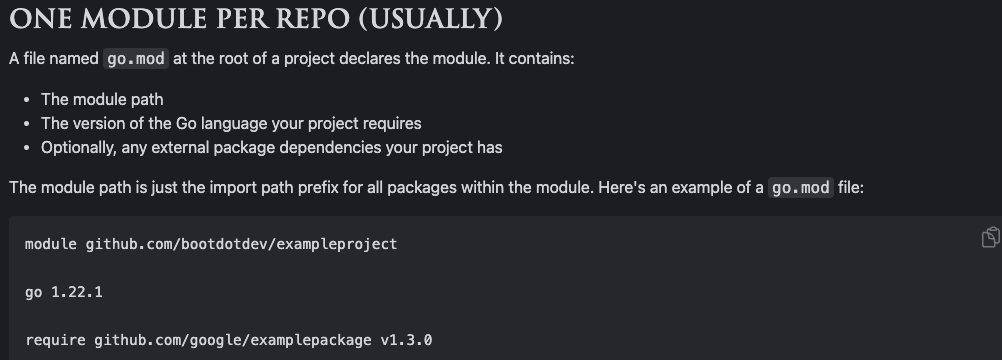 ONE MODULE PER REPO (USUALLY)
A file named go.mod at the root of a project declares the module. It contains:
• The module path
• The version of the Go language your project requires
• Optionally, any external package dependencies your project has
The module path is just the import path prefix for all packages within the module. Here's an example of a go.mod file:
module github.com/bootdotdev/exampleproject
go 1.22.1
require github.com/google/examplepackage v1.3.0